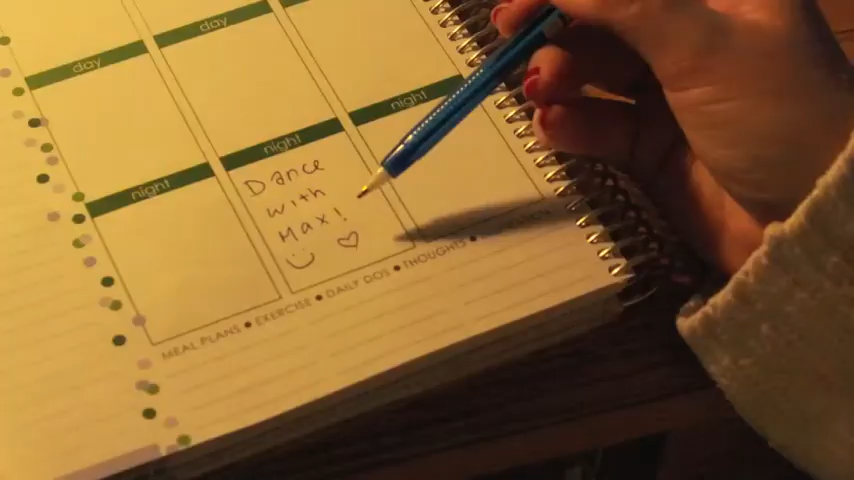 day
day
night
night
night
Dance
with
Max!
MEAL PLANS • EXERCISE • DAILY DOS • THOUGHTS •